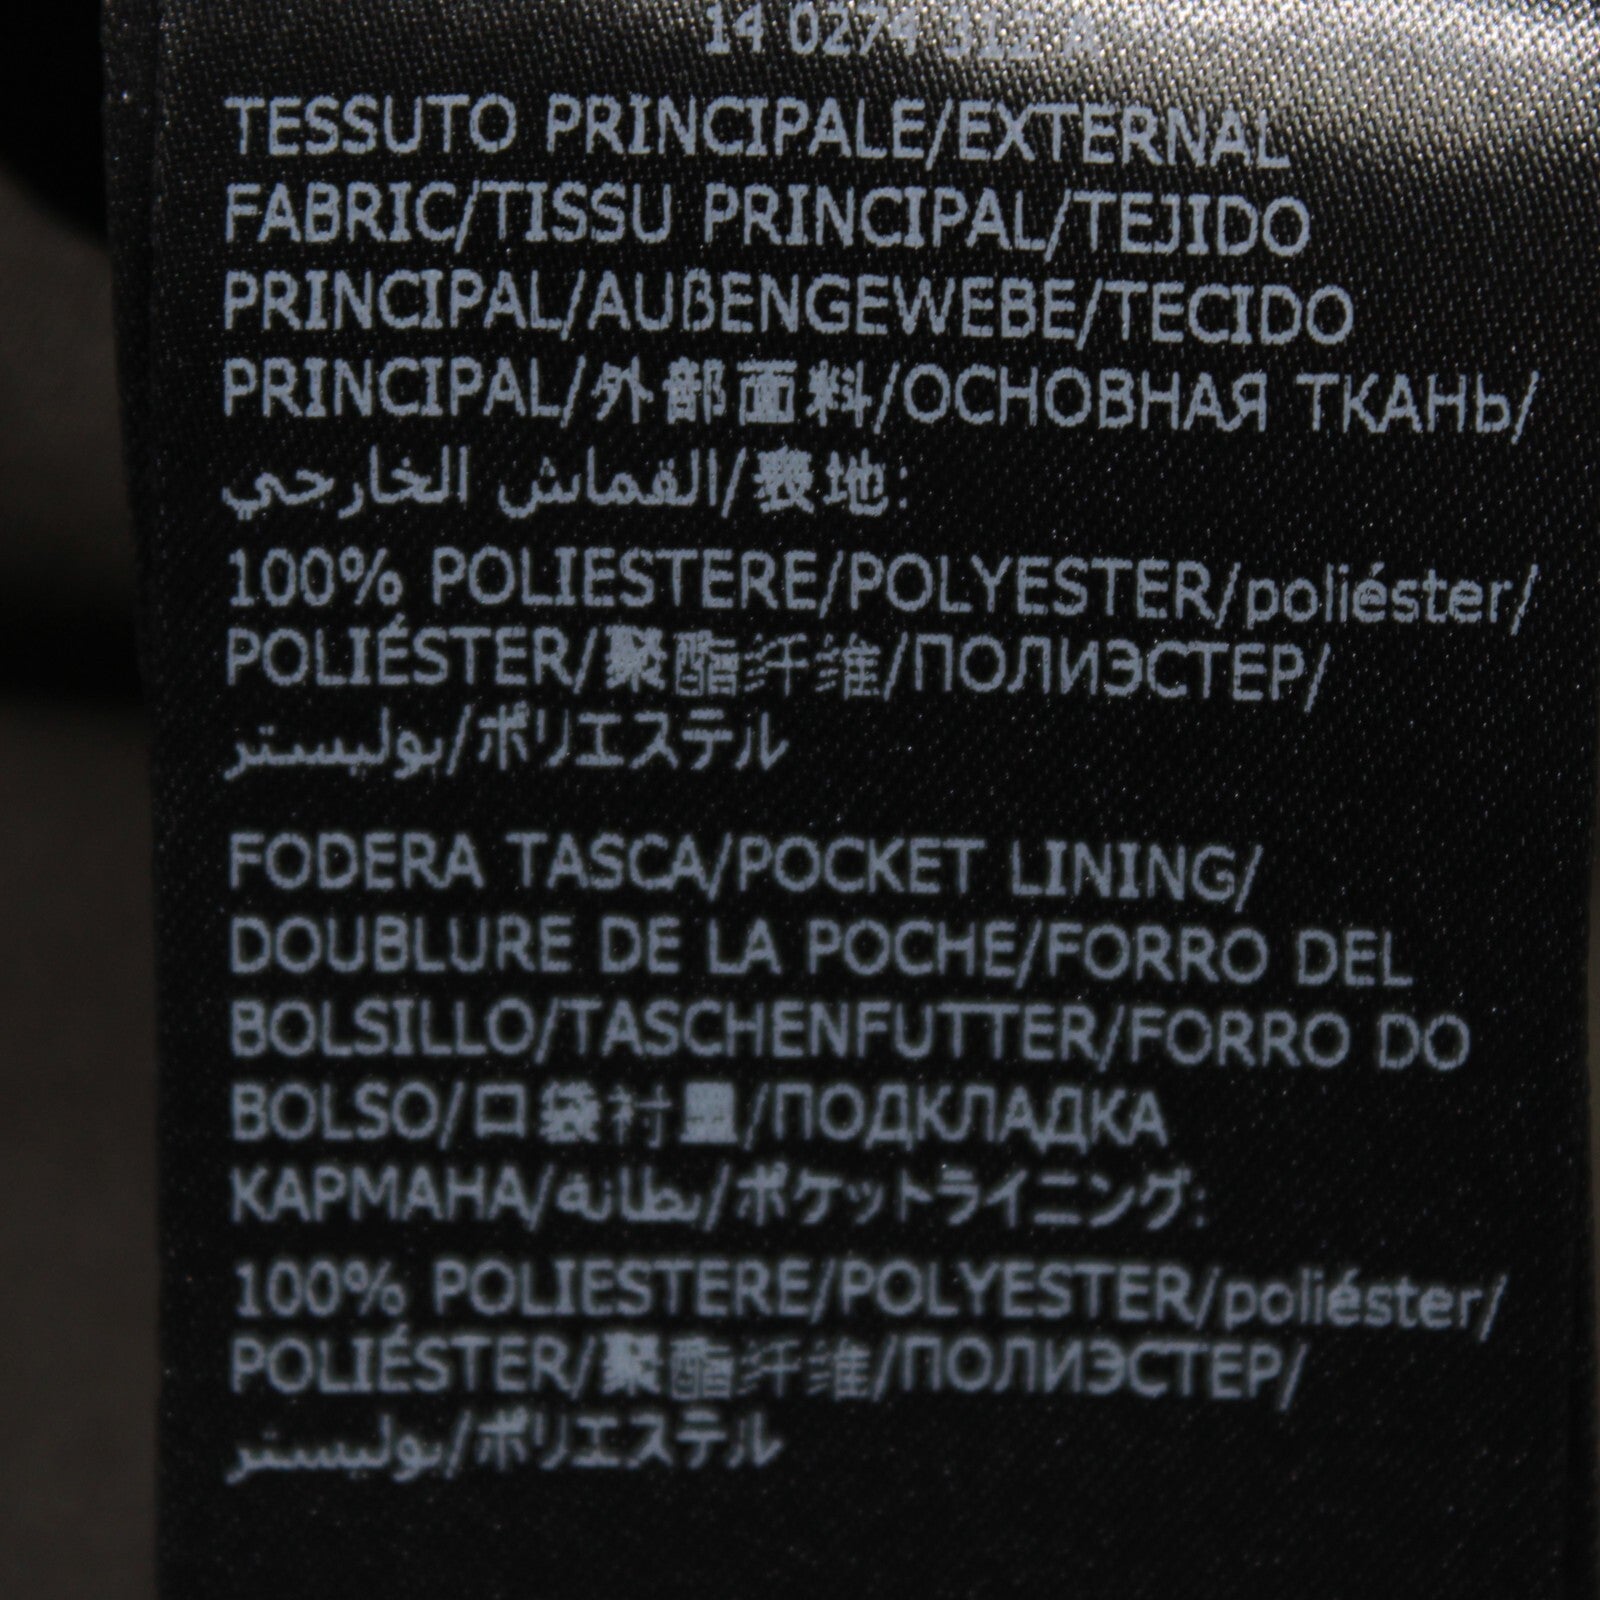 14 0274 312 A
TESSUTO PRINCIPALE/EXTERNAL
FABRIC/TISSU PRINCIPAL/TEJIDO
PRINCIPAL/AUßENGEWEBE/TECIDO
PRINCIPAL/外部面料/ОСНОВНАЯ ТКАНЬ/
القماش الخارجي/表地:
100% POLIESTERE/POLYESTER/poliéster/
POLIÉSTER/聚酯纤维/ПОЛИЭСТЕР/
بوليستر/ポリエステル
FODERA TASCA/POCKET LINING/
DOUBLURE DE LA POCHE/FORRO DEL
BOLSILLO/TASCHENFUTTER/FORRO DO
BOLSO/口袋衬里/ПОДКЛАДКА
КАРМАНА/بطانة/ポケットライニング:
100% POLIESTERE/POLYESTER/poliéster/
POLIÉSTER/聚酯纤维/ПОЛИЭСТЕР/
بوليستر/ポリエステル